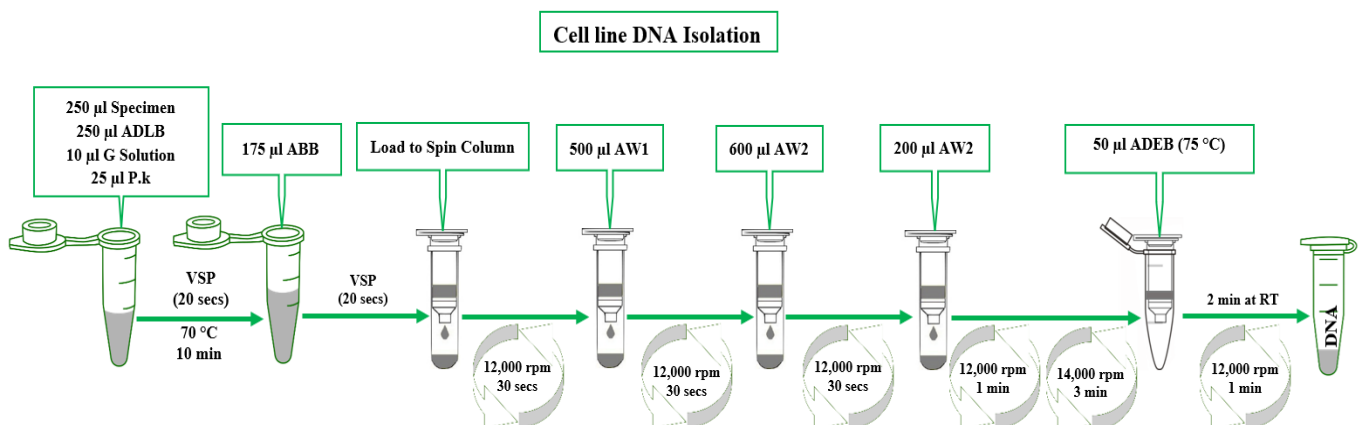 Cell line DNA Isolation
250 µl Specimen
250 µl ADLB
10 µl G Solution
25 µl P.k
175 µl ABB
Load to Spin Column
500 µl AW1
600 µl AW2
200 µl AW2
50 µl ADEB (75 °C)
VSP
(20 secs)
70 °C
10 min
VSP
(20 secs)
12,000 rpm
30 secs
12,000 rpm
30 secs
12,000 rpm
30 secs
12,000 rpm
1 min
14,000 rpm
3 min
2 min at RT
12,000 rpm
1 min
DNA